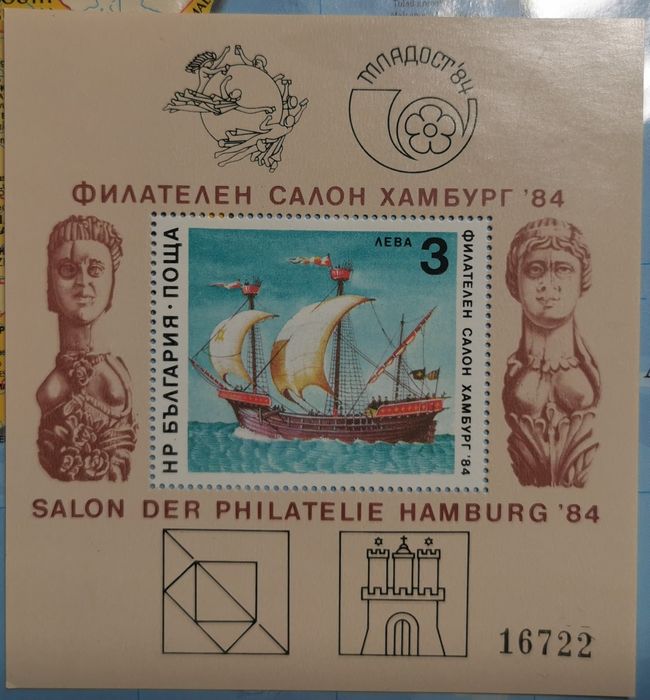 МЛАДОСТ'84
ФИЛАТЕЛЕН САЛОН ХАМБУРГ '84
ЛЕВА 3
НР БЪЛГАРИЯ · ПОЩА
ФИЛАТЕЛЕН САЛОН ХАМБУРГ '84
SALON DER PHILATELIE HAMBURG '84
16722